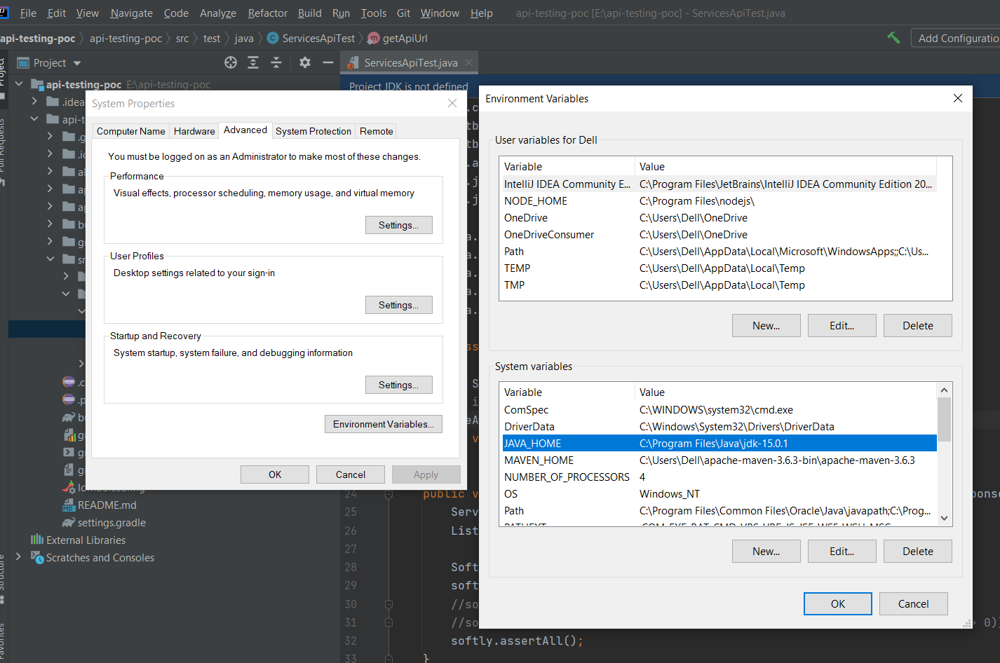 File Edit View Navigate Code Analyze Refactor Build Run Tools Git Window Help api-testing-poc [E:\api-testing-poc] - ServicesApiTest.java
api-testing-poc api-testing-poc src test java ServicesApiTest getApiUrl Add Configuratio
Project
ServicesApiTest.java
api-testing-poc E:\api-testing-poc
Project JDK is not defined
.idea
api-t
System Properties
Computer Name Hardware Advanced System Protection Remote
You must be logged on as an Administrator to make most of these changes.
Performance
Visual effects, processor scheduling, memory usage, and virtual memory
Settings...
User Profiles
Desktop settings related to your sign-in
Settings...
Startup and Recovery
System startup, system failure, and debugging information
Settings...
Environment Variables...
OK Cancel Apply
Environment Variables
User variables for Dell
Variable Value
IntelliJ IDEA Community E... C:\Program Files\JetBrains\IntelliJ IDEA Community Edition 20...
NODE_HOME C:\Program Files\nodejs\
OneDrive C:\Users\Dell\OneDrive
OneDriveConsumer C:\Users\Dell\OneDrive
Path C:\Users\Dell\AppData\Local\Microsoft\WindowsApps;;C:\Us...
TEMP C:\Users\Dell\AppData\Local\Temp
TMP C:\Users\Dell\AppData\Local\Temp
New... Edit... Delete
System variables
Variable Value
ComSpec C:\WINDOWS\system32\cmd.exe
DriverData C:\Windows\System32\Drivers\DriverData
JAVA_HOME C:\Program Files\Java\jdk-15.0.1
MAVEN_HOME C:\Users\Dell\apache-maven-3.6.3-bin\apache-maven-3.6.3
NUMBER_OF_PROCESSORS 4
OS Windows_NT
Path C:\Program Files\Common Files\Oracle\Java\javapath;C:\Prog...
New... Edit... Delete
OK Cancel
README.md
settings.gradle
External Libraries
Scratches and Consoles
Structure
Favorites
24 public v ponse
25 Serv
26 List
27
28 Soft
29 soft
30 //so
31 //so > 0))
32 softly.assertAll();
33 }